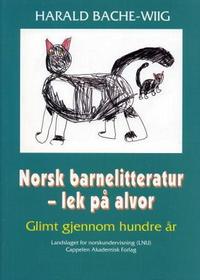 HARALD BACHE-WIIG
Norsk barnelitteratur
– lek på alvor
Glimt gjennom hundre år
Landslaget for norskundervisning (LNU)
Cappelen Akademisk Forlag